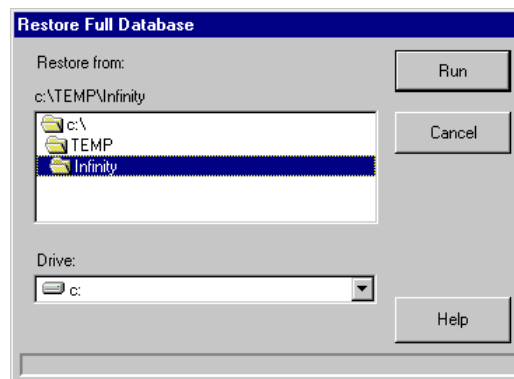 Restore Full Database
Restore from:
Run
c:\TEMP\Infinity
c:\
TEMP
Infinity
Cancel
Drive:
c:
Help